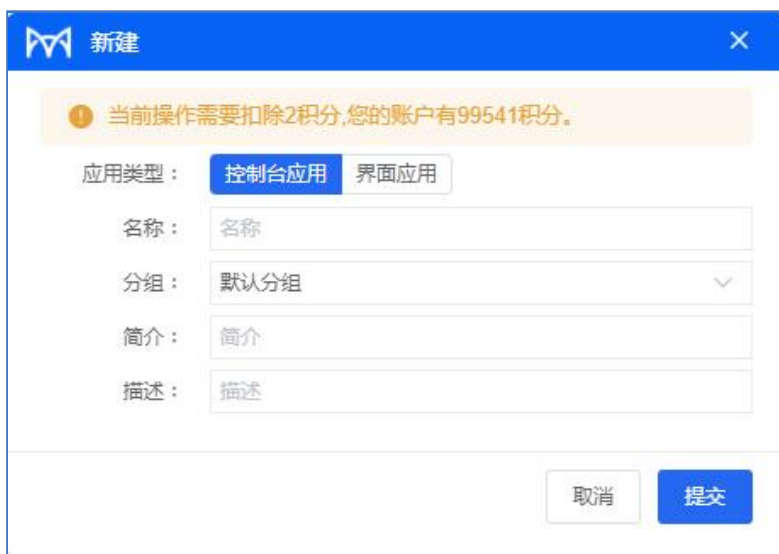 新建
当前操作需要扣除2积分,您的账户有99541积分。
应用类型： 控制台应用 界面应用
名称： 名称
分组： 默认分组
简介： 简介
描述： 描述
取消 提交